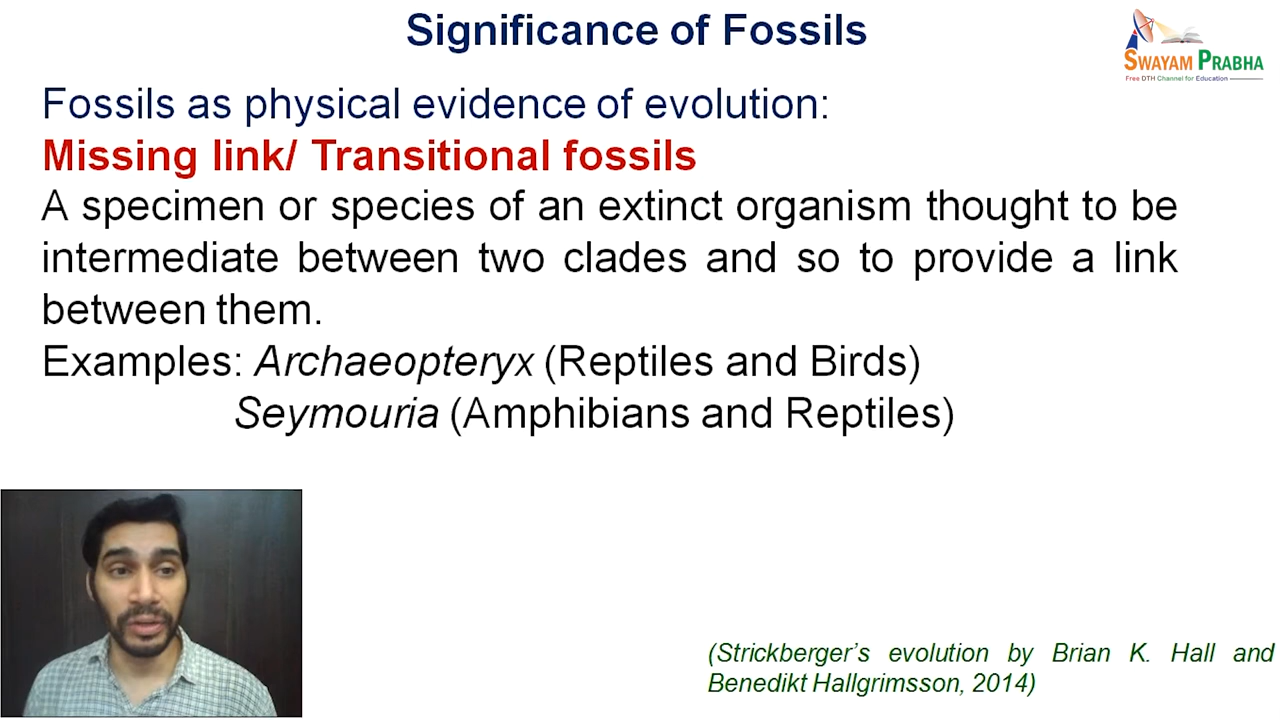 Significance of Fossils
SWAYAM PRABHA
Free DTH Channel for Education
Fossils as physical evidence of evolution:
Missing link/ Transitional fossils
A specimen or species of an extinct organism thought to be
intermediate between two clades and so to provide a link
between them.
Examples: Archaeopteryx (Reptiles and Birds)
Seymouria (Amphibians and Reptiles)
(Strickberger's evolution by Brian K. Hall and
Benedikt Hallgrimsson, 2014)